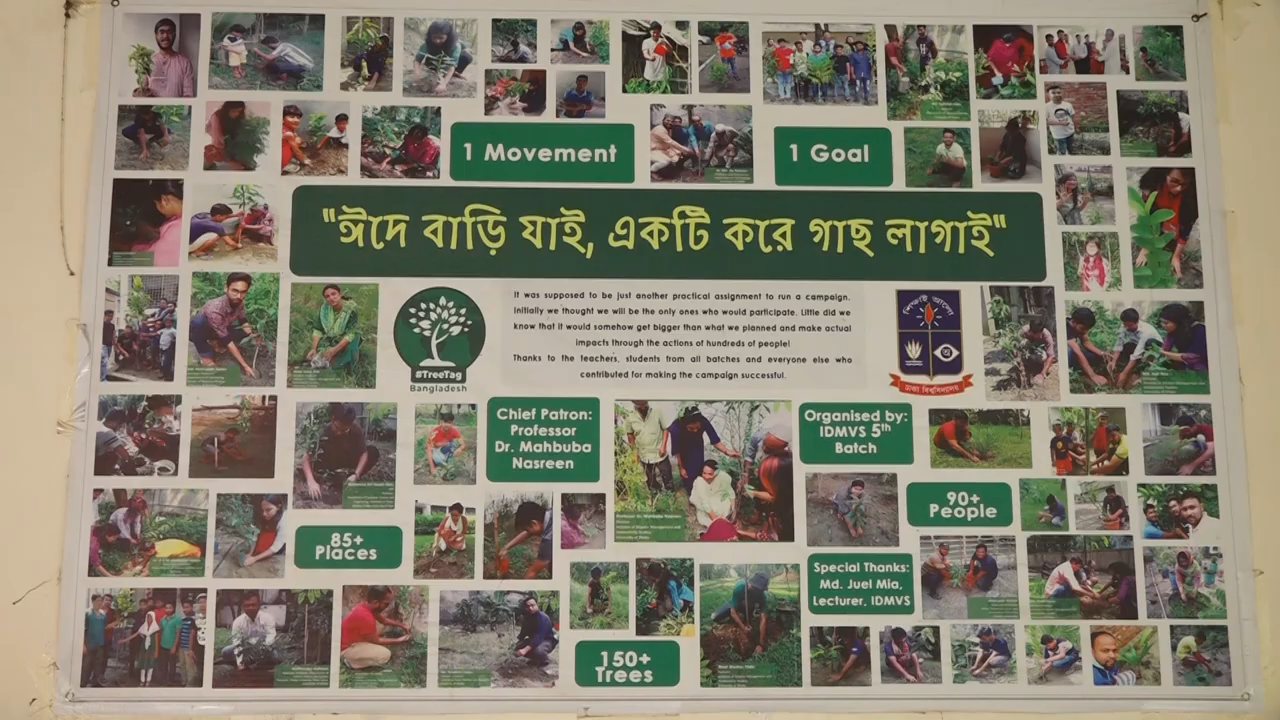 1 Movement
1 Goal
"ঈদে বাড়ি যাই, একটি করে গাছ লাগাই"
It was supposed to be just another practical assignment to run a campaign.
Initially we thought we will be the only ones who would participate. Little did we
know that it would somehow get bigger than what we planned and make actual
impacts through the actions of hundreds of people!
Thanks to the teachers, students from all batches and everyone else who
contributed for making the campaign successful.
#TreeTag
Bangladesh
শিক্ষাই আলো
ঢাকা বিশ্ববিদ্যালয়
Chief Patron:
Professor
Dr. Mahbuba
Nasreen
Organised by:
IDMVS 5th
Batch
90+
People
85+
Places
Special Thanks:
Md. Juel Mia,
Lecturer, IDMVS
150+
Trees